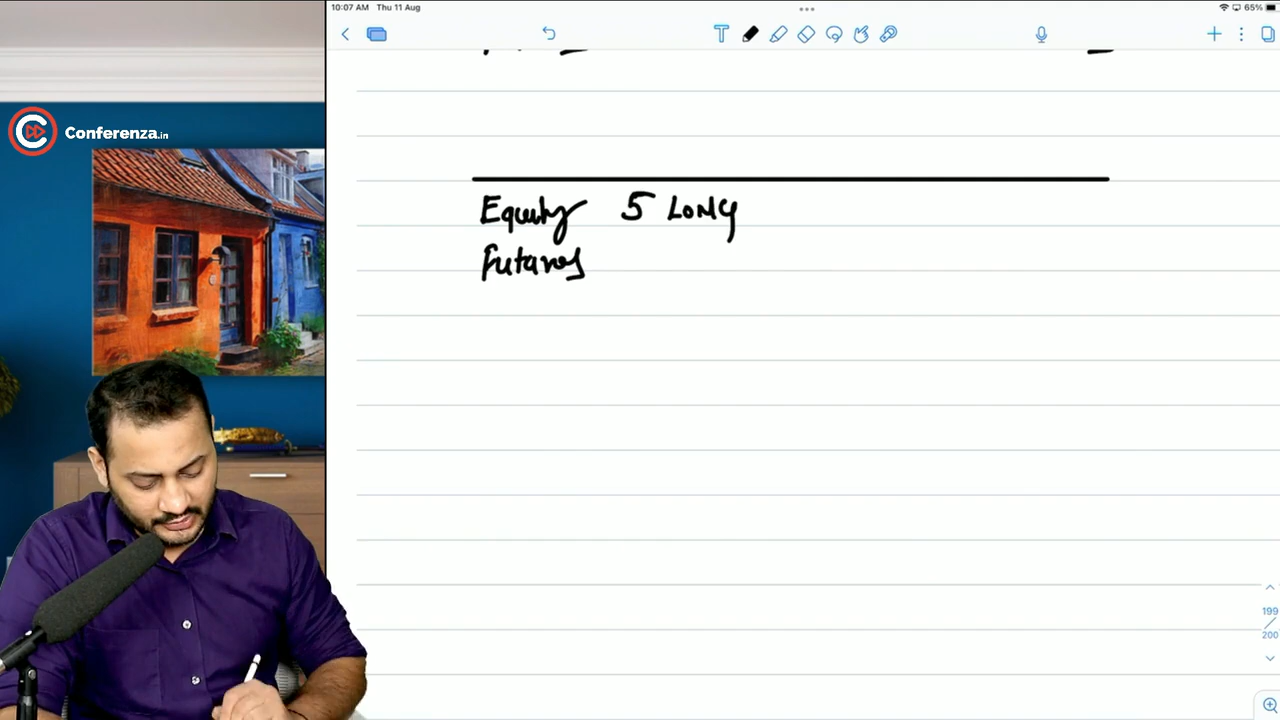 10:07 AM Thu 11 Aug
65%
Conferenza.in
T
Equity 5 Long
Futures
199
200